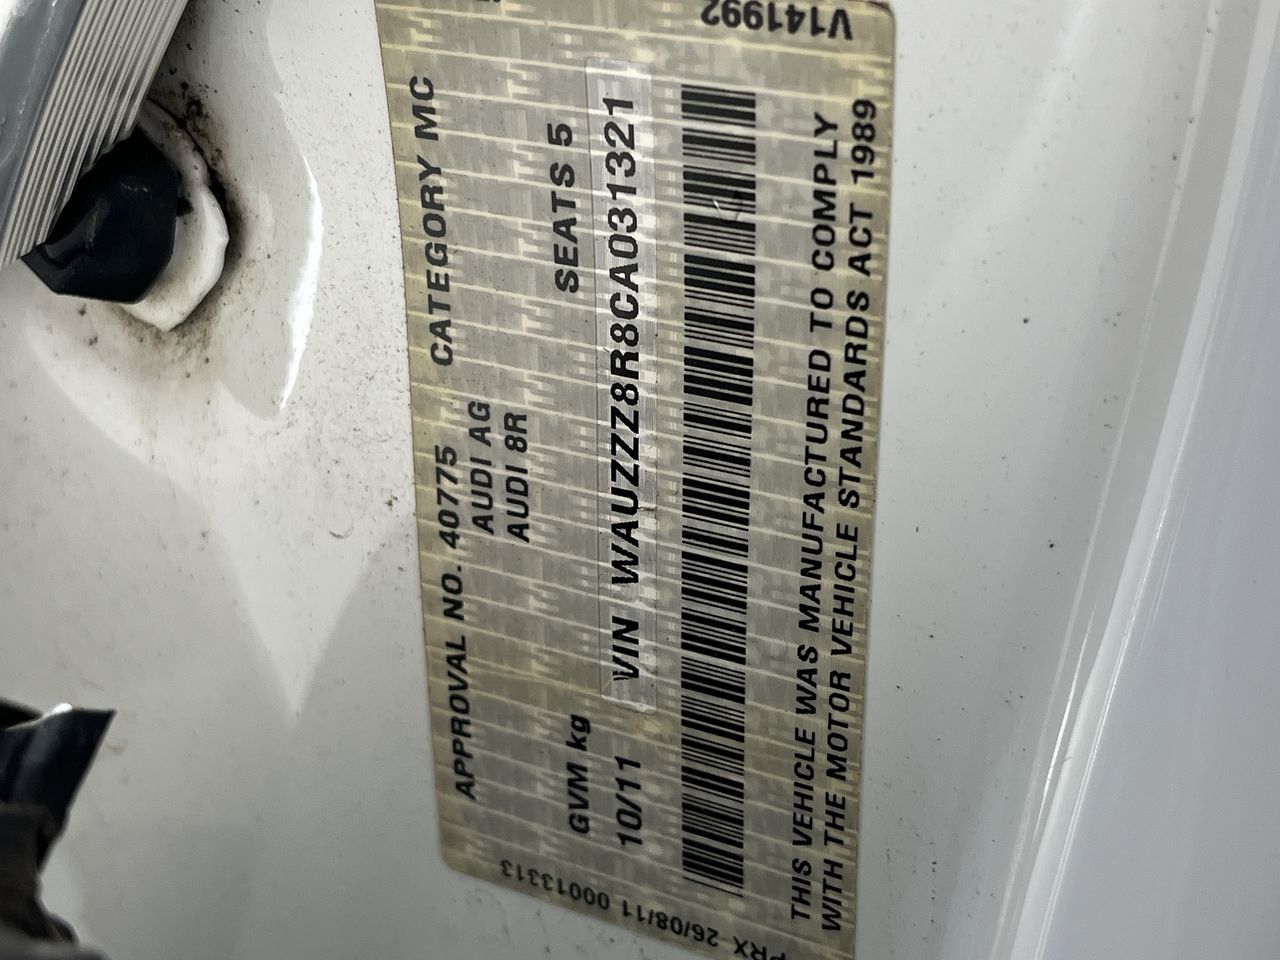 V141992
APPROVAL NO. 40775 CATEGORY MC
AUDI AG
AUDI 8R
GVM kg SEATS 5
10/11 VIN WAUZZZ8R8CA031321
THIS VEHICLE WAS MANUFACTURED TO COMPLY
WITH THE MOTOR VEHICLE STANDARDS ACT 1989
PRX 26/08/11 00013313